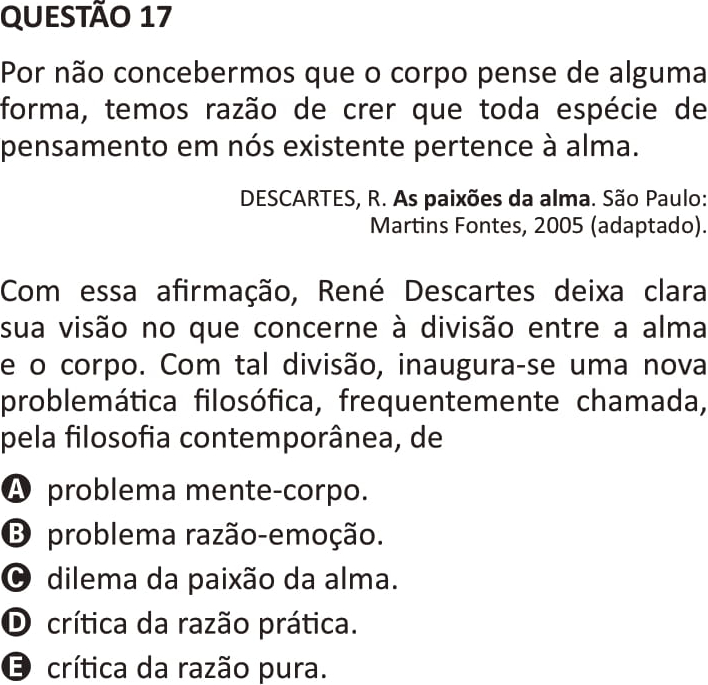 QUESTÃO 17
Por não concebermos que o corpo pense de alguma
forma, temos razão de crer que toda espécie de
pensamento em nós existente pertence à alma.
DESCARTES, R. As paixões da alma. São Paulo:
Martins Fontes, 2005 (adaptado).
Com essa afirmação, René Descartes deixa clara
sua visão no que concerne à divisão entre a alma
e o corpo. Com tal divisão, inaugura-se uma nova
problemática filosófica, frequentemente chamada,
pela filosofia contemporânea, de
A problema mente-corpo.
B problema razão-emoção.
C dilema da paixão da alma.
D crítica da razão prática.
E crítica da razão pura.